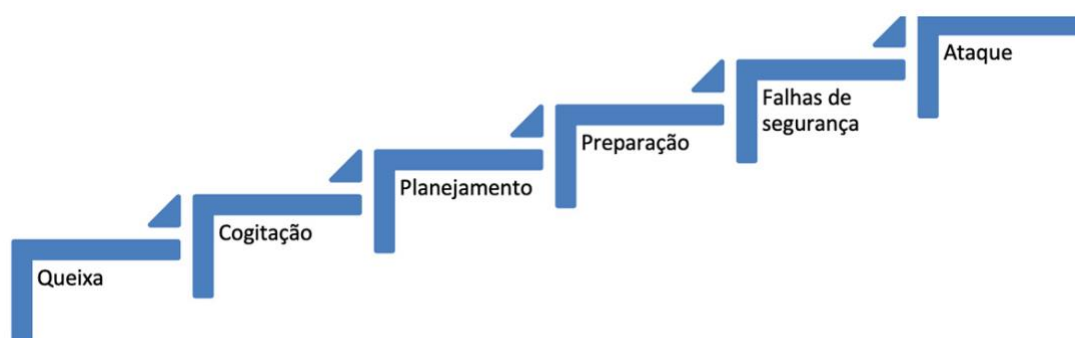 Queixa
Cogitação
Planejamento
Preparação
Falhas de
segurança
Ataque